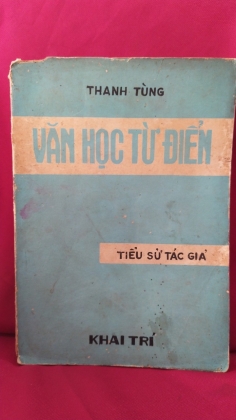 THANH TÙNG
VĂN HỌC TỪ ĐIỂN
TIỂU SỬ TÁC GIẢ
KHAI TRÍ